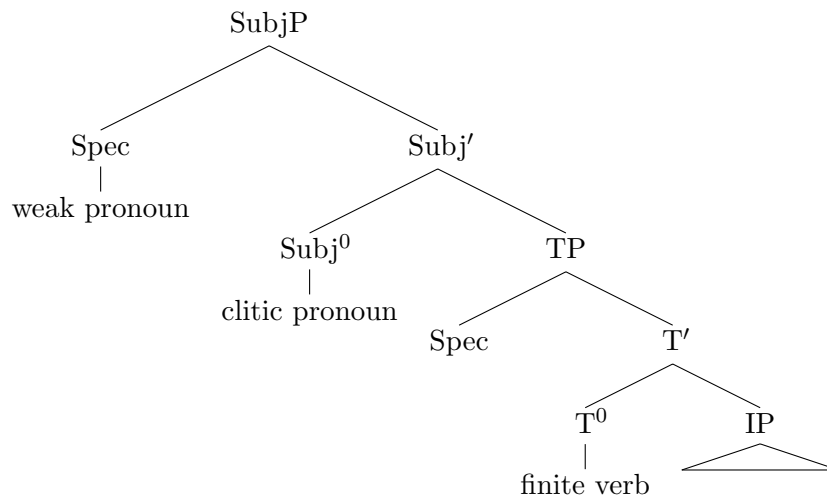 SubjP
Spec Subj′
weak pronoun
Subj⁰ TP
clitic pronoun
Spec T′
T⁰ IP
finite verb